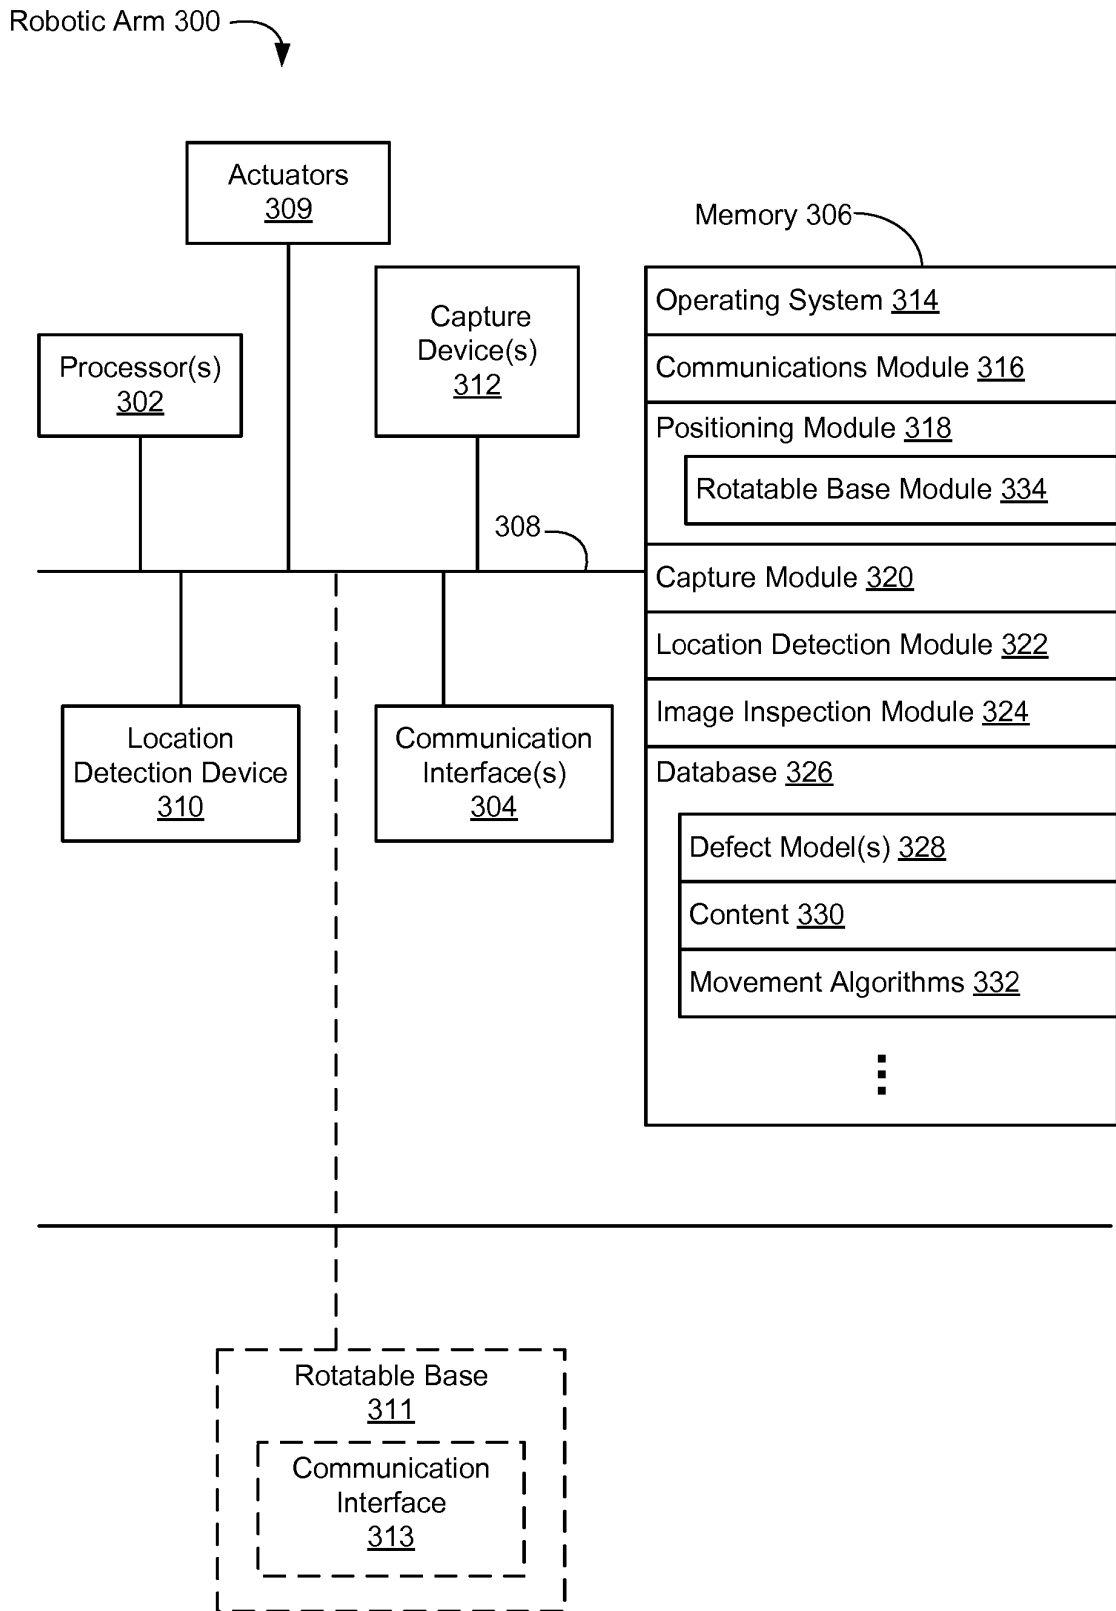 Robotic Arm 300
Actuators
309
Memory 306
Capture
Device(s)
312
Processor(s)
302
308
Location
Detection Device
310
Communication
Interface(s)
304
Operating System 314
Communications Module 316
Positioning Module 318
Rotatable Base Module 334
Capture Module 320
Location Detection Module 322
Image Inspection Module 324
Database 326
Defect Model(s) 328
Content 330
Movement Algorithms 332
Rotatable Base
311
Communication
Interface
313